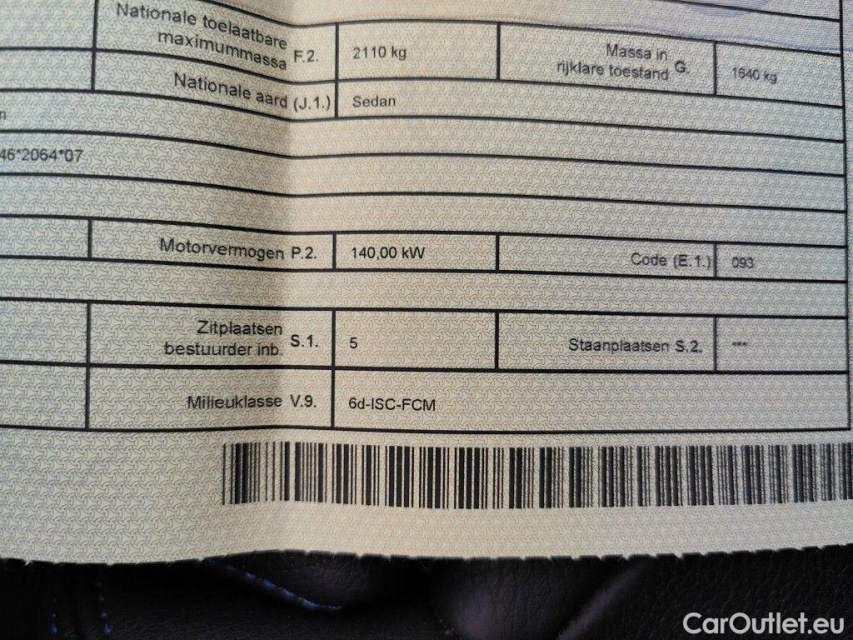 Nationale toelaatbare
maximummassa F.2. 2110 kg
Massa in
rijklare toestand G. 1640 kg
Nationale aard (J.1.) Sedan
n
46*2064*07
Motorvermogen P.2. 140,00 kW Code (E.1.) 093
Zitplaatsen
bestuurder inb. S.1. 5 Staanplaatsen S.2. ***
Milieuklasse V.9. 6d-ISC-FCM
CarOutlet.eu